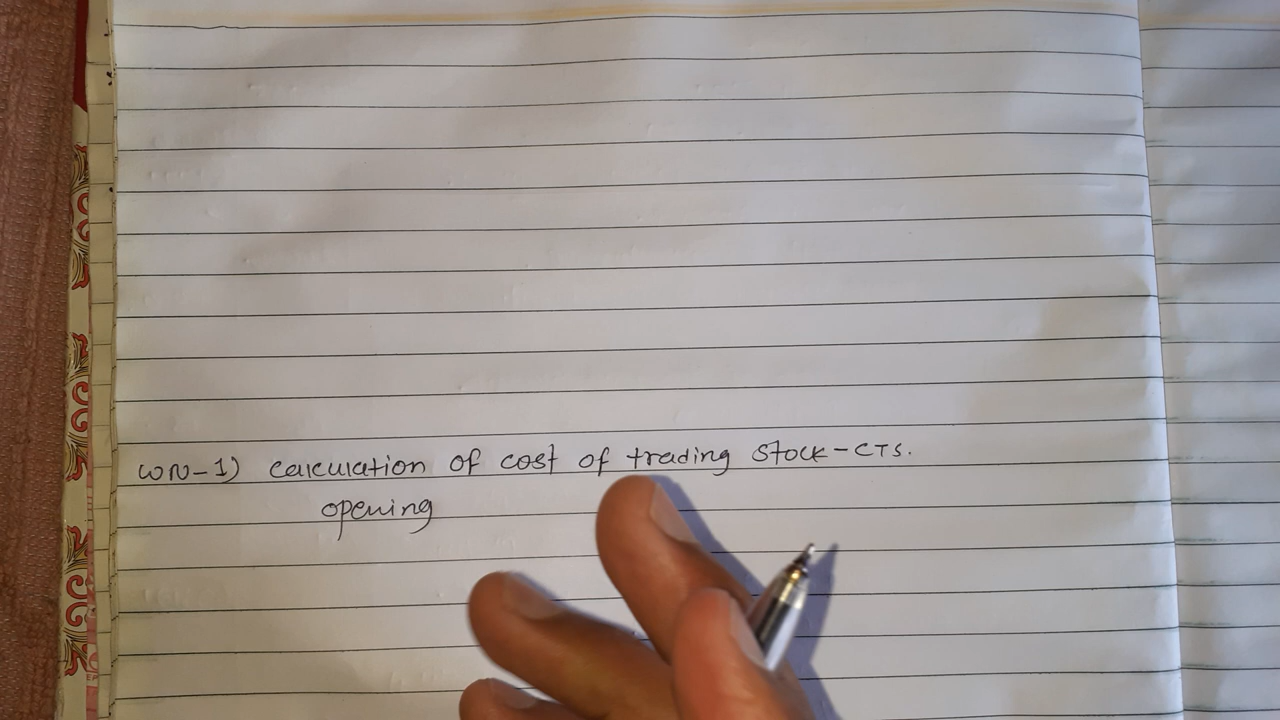 WN-1) calculation of cost of trading stock-CTS.
opening